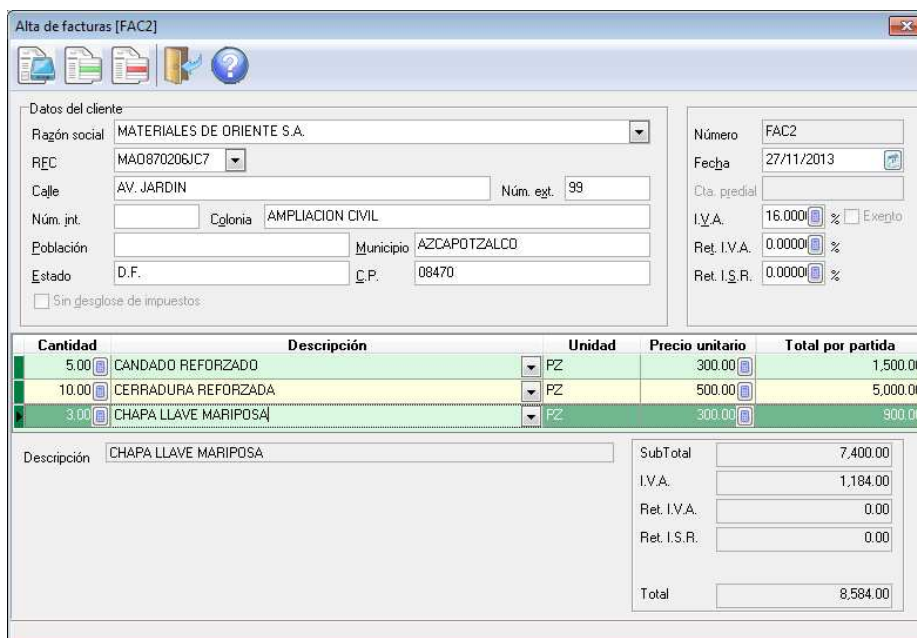 Alta de facturas [FAC2]
Datos del cliente
Razón social MATERIALES DE ORIENTE S.A.
RFC MAO870206JC7
Calle AV. JARDIN Núm. ext. 99
Núm. int. Colonia AMPLIACION CIVIL
Población Municipio AZCAPOTZALCO
Estado D.F. C.P. 08470
Sin desglose de impuestos
Número FAC2
Fecha 27/11/2013
Cta. predial
I.V.A. 16.000 % Exento
Ret. I.V.A. 0.0000 %
Ret. I.S.R. 0.0000 %
Cantidad Descripción Unidad Precio unitario Total por partida
5.00 CANDADO REFORZADO PZ 300.00 1,500.0
10.00 CERRADURA REFORZADA PZ 500.00 5,000.0
3.00 CHAPA LLAVE MARIPOSA PZ 300.00 900.0
Descripción CHAPA LLAVE MARIPOSA
SubTotal 7,400.00
I.V.A. 1,184.00
Ret. I.V.A. 0.00
Ret. I.S.R. 0.00
Total 8,584.00